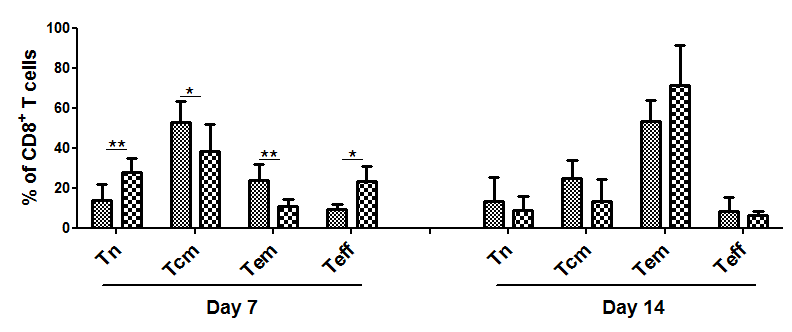 % of CD8+ T cells
100
80
60
40
20
0
** * ** *
Tn Tcm Tem Teff Tn Tcm Tem Teff
Day 7 Day 14